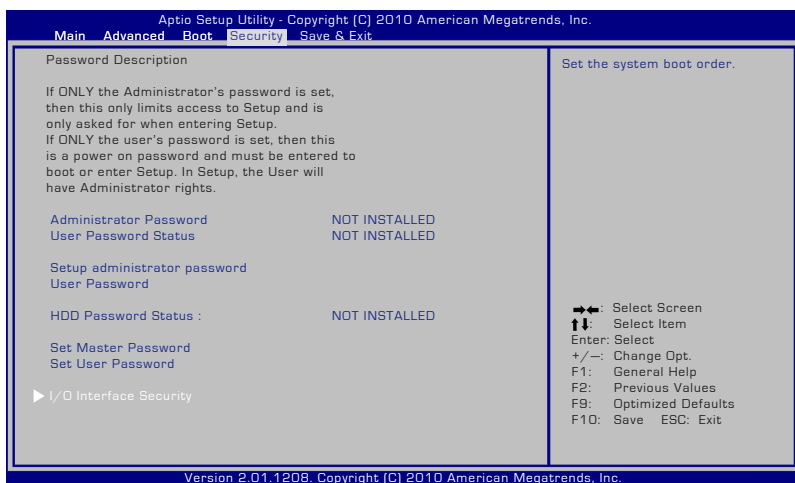 Aptio Setup Utility - Copyright (C) 2010 American Megatrends, Inc.
Main Advanced Boot Security Save & Exit
Password Description
If ONLY the Administrator's password is set,
then this only limits access to Setup and is
only asked for when entering Setup.
If ONLY the user's password is set, then this
is a power on password and must be entered to
boot or enter Setup. In Setup, the User will
have Administrator rights.
Administrator Password NOT INSTALLED
User Password Status NOT INSTALLED
Setup administrator password
User Password
HDD Password Status : NOT INSTALLED
Set Master Password
Set User Password
I/O Interface Security
Set the system boot order.
→←: Select Screen
↑↓: Select Item
Enter: Select
+/—: Change Opt.
F1: General Help
F2: Previous Values
F9: Optimized Defaults
F10: Save ESC: Exit
Version 2.01.1208. Copyright (C) 2010 American Megatrends, Inc.